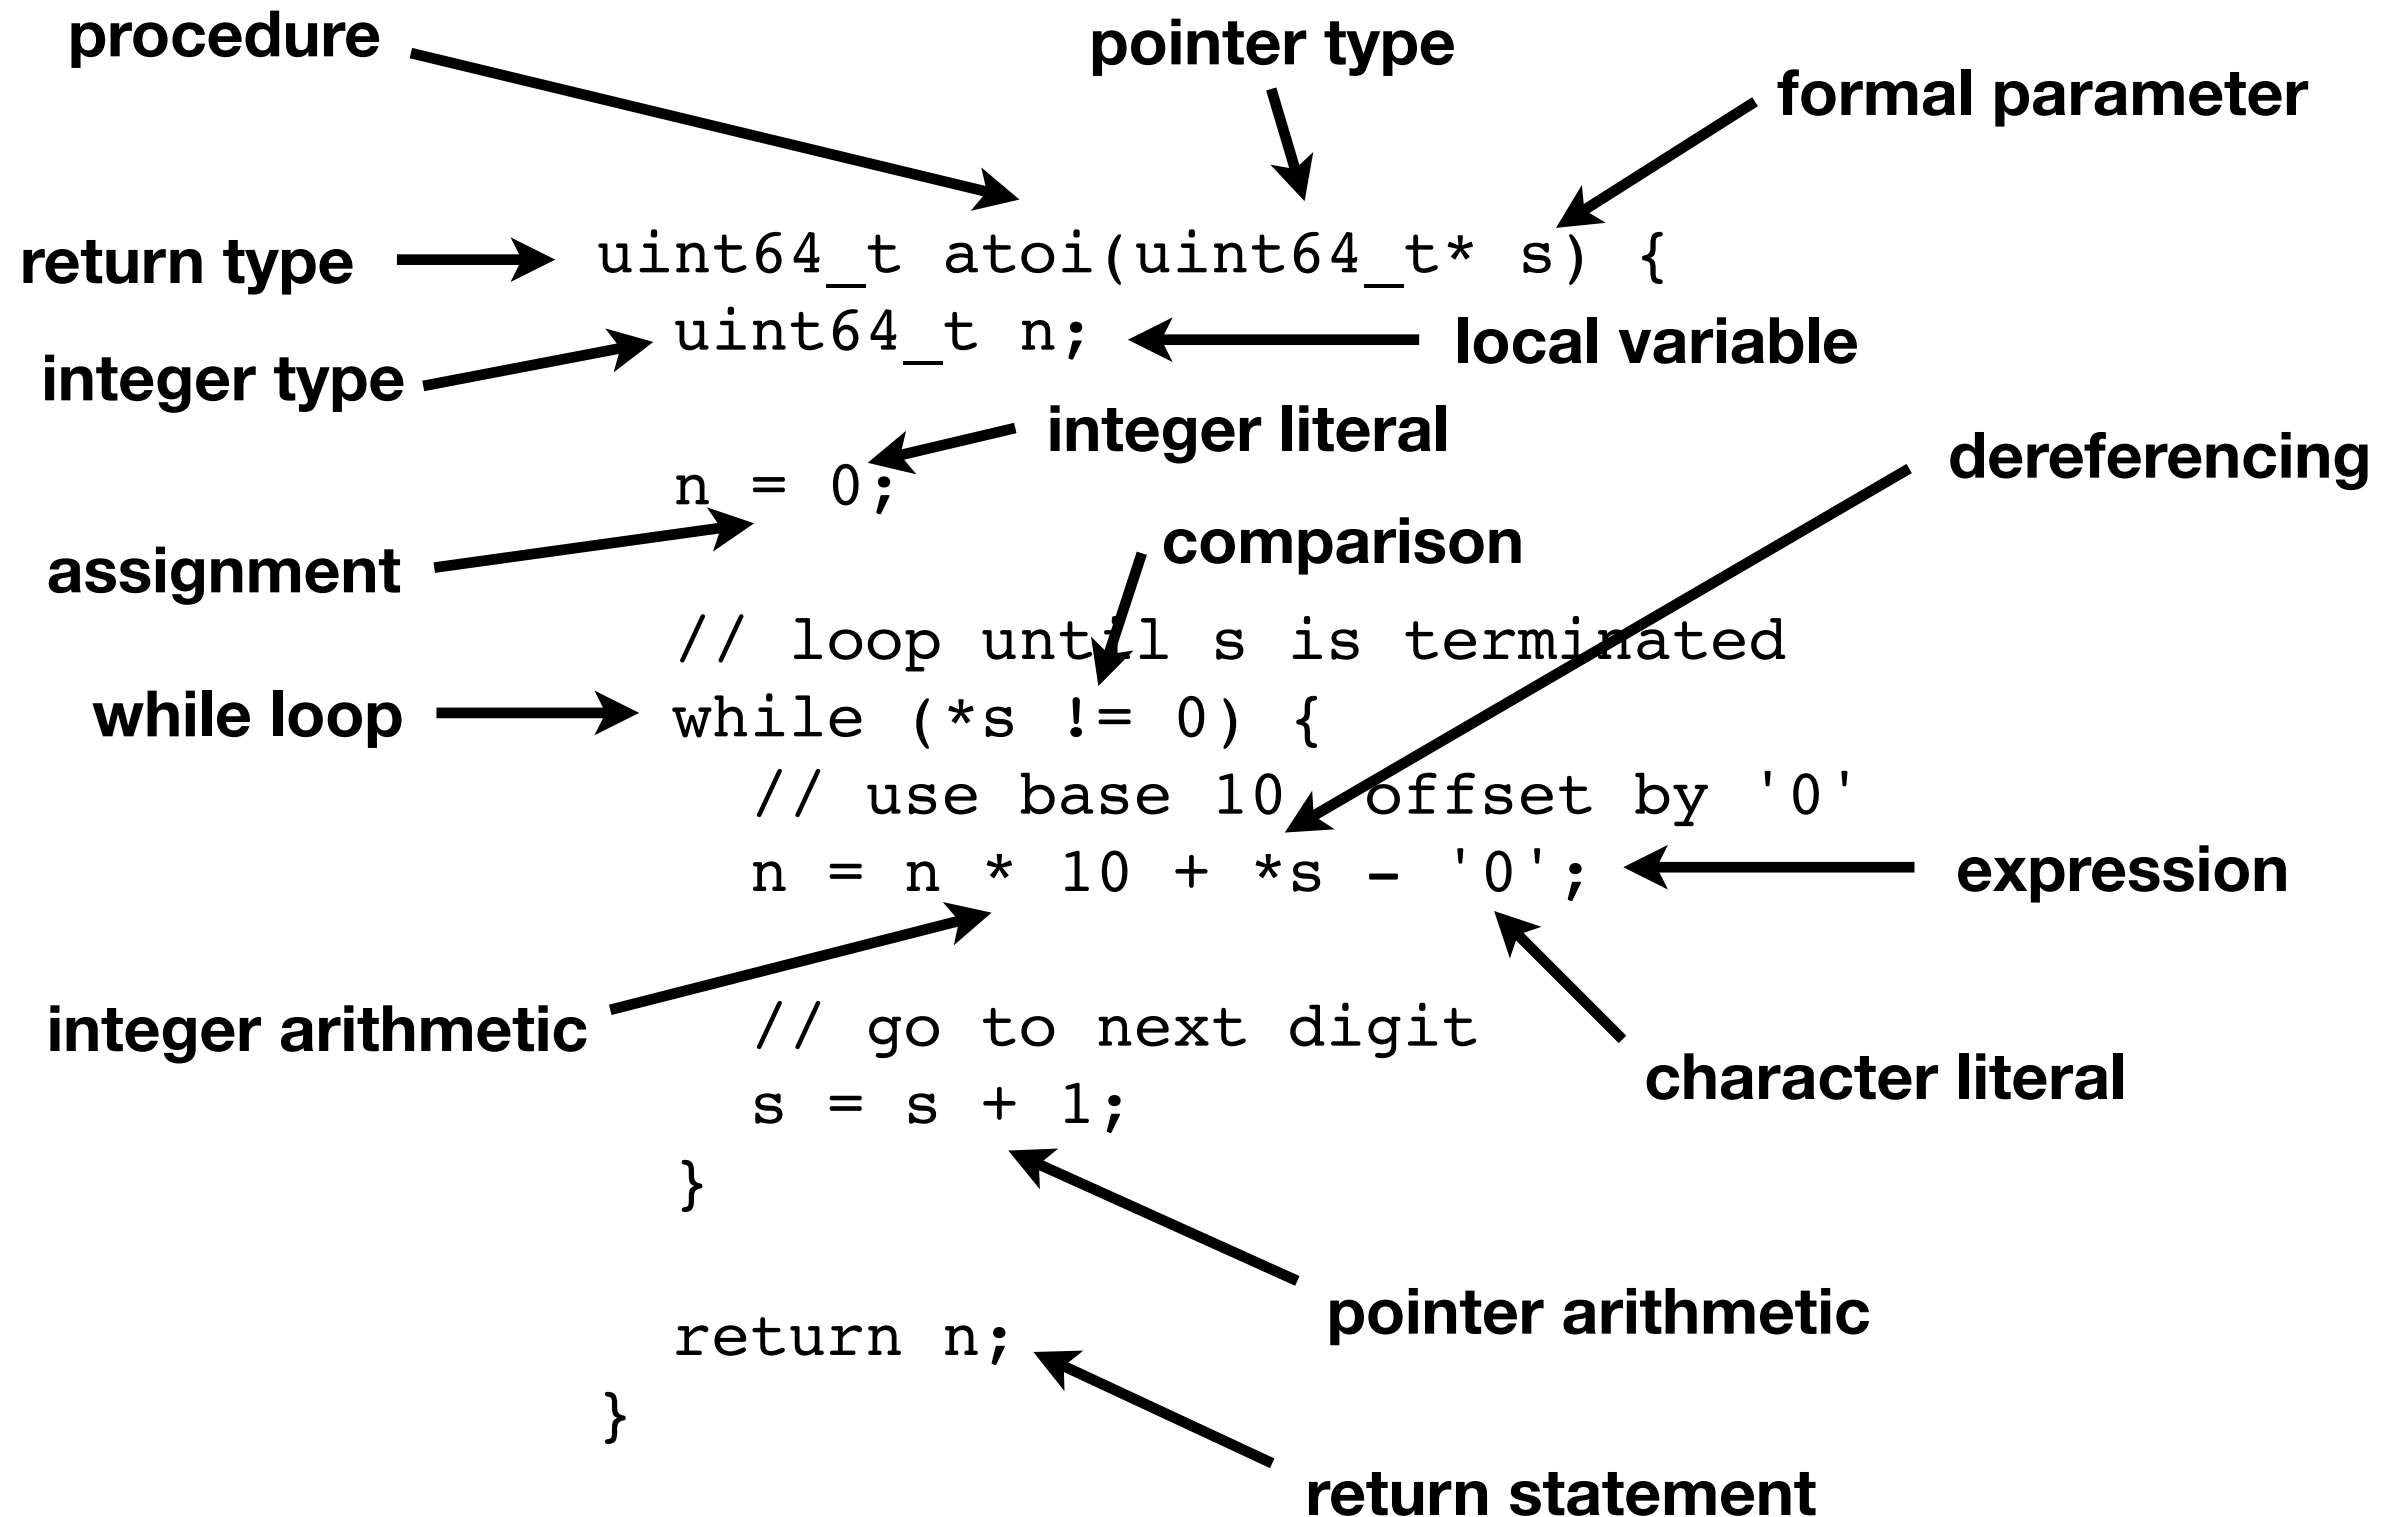 procedure
pointer type
formal parameter
return type
uint64_t atoi(uint64_t* s) {
integer type
uint64_t n;
local variable
integer literal
n = 0;
dereferencing
assignment
comparison
// loop until s is terminated
while loop
while (*s != 0) {
// use base 10, offset by '0'
n = n * 10 + *s - '0';
expression
integer arithmetic
// go to next digit
character literal
s = s + 1;
}
pointer arithmetic
return n;
}
return statement